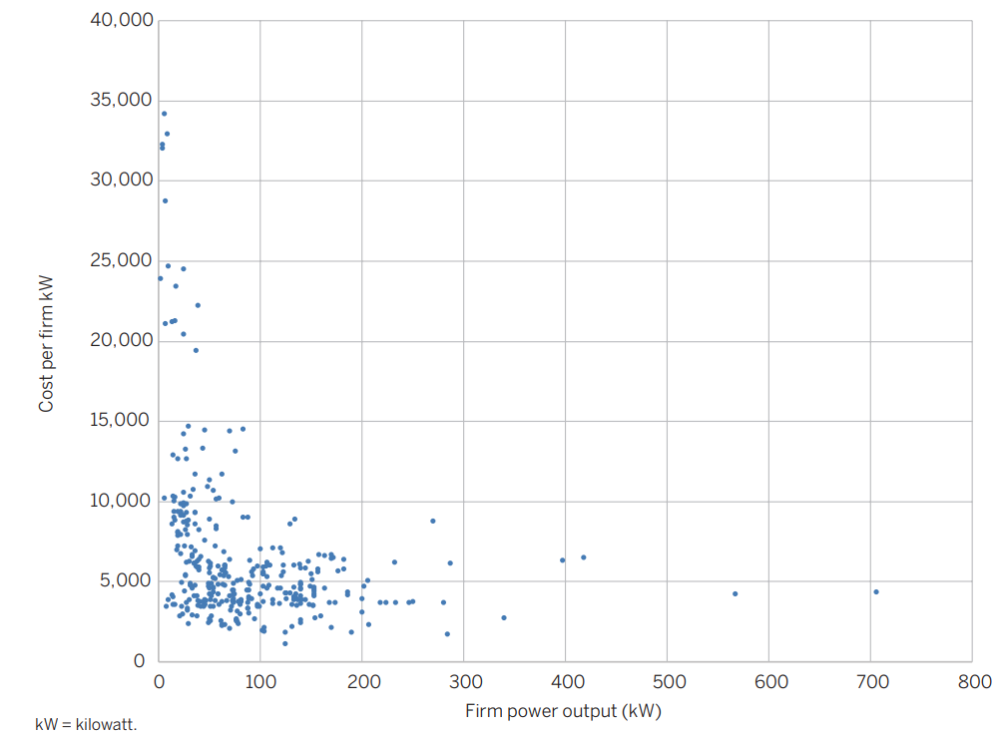 40,000
35,000
30,000
25,000
20,000
15,000
10,000
5,000
0
Cost per firm kW
0 100 200 300 400 500 600 700 800
Firm power output (kW)
kW = kilowatt.